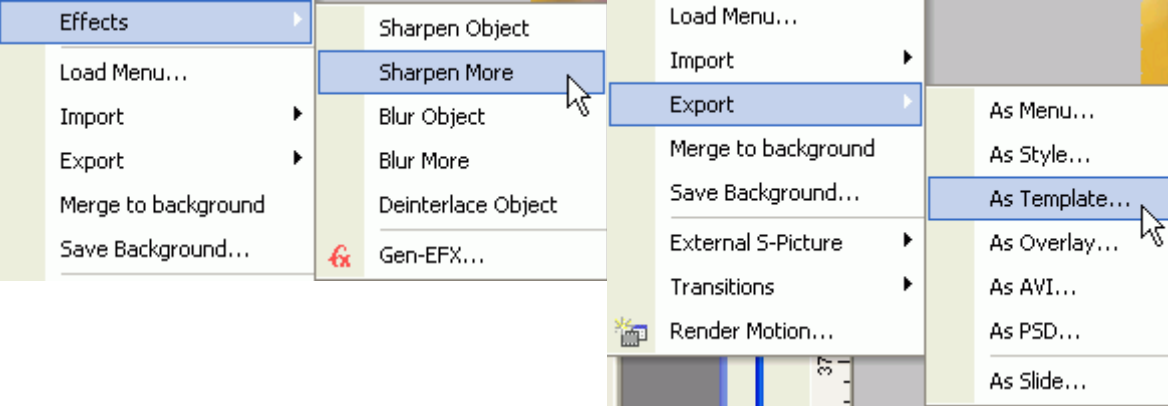 Effects
Load Menu...
Import
Export
Merge to background
Save Background...
Sharpen Object
Sharpen More
Blur Object
Blur More
Deinterlace Object
fx
Gen-EFX...
Load Menu...
Import
Export
Merge to background
Save Background...
External S-Picture
Transitions
Render Motion...
37
As Menu...
As Style...
As Template...
As Overlay...
As AVI...
As PSD...
As Slide...